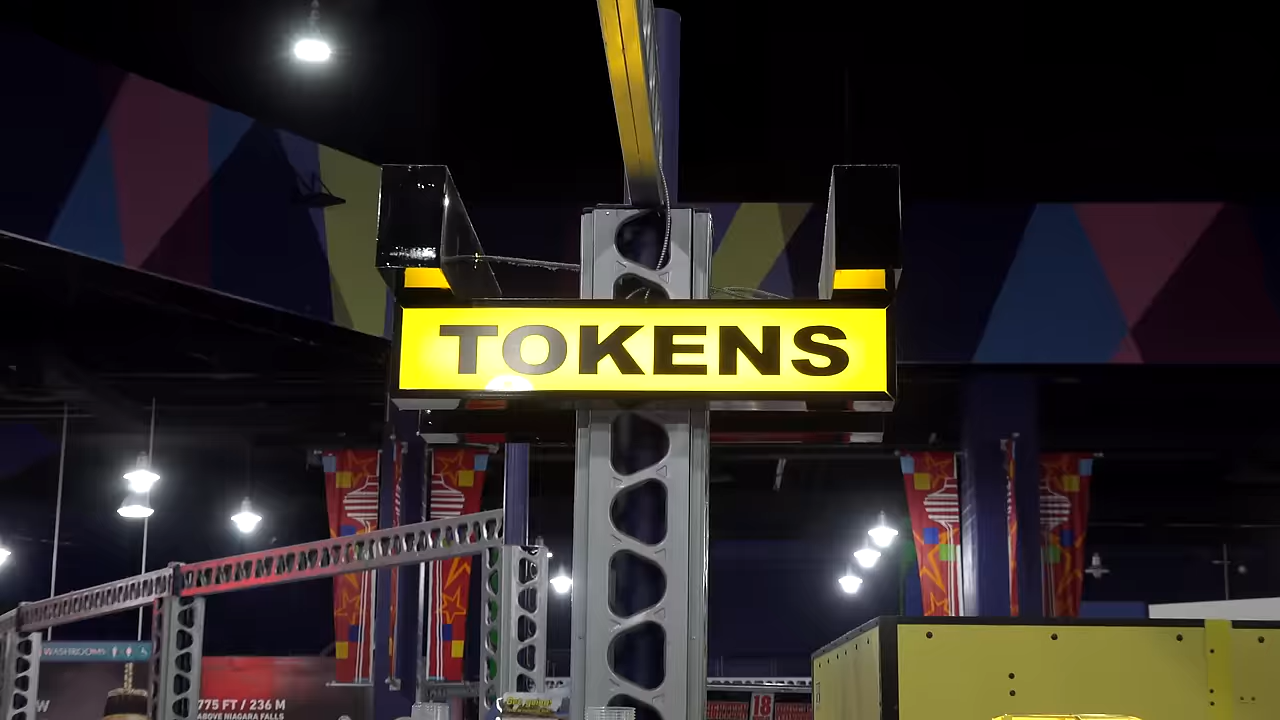 TOKENS
WASHROOMS
W
775 FT / 236 M
ABOVE NIAGARA FALLS
18